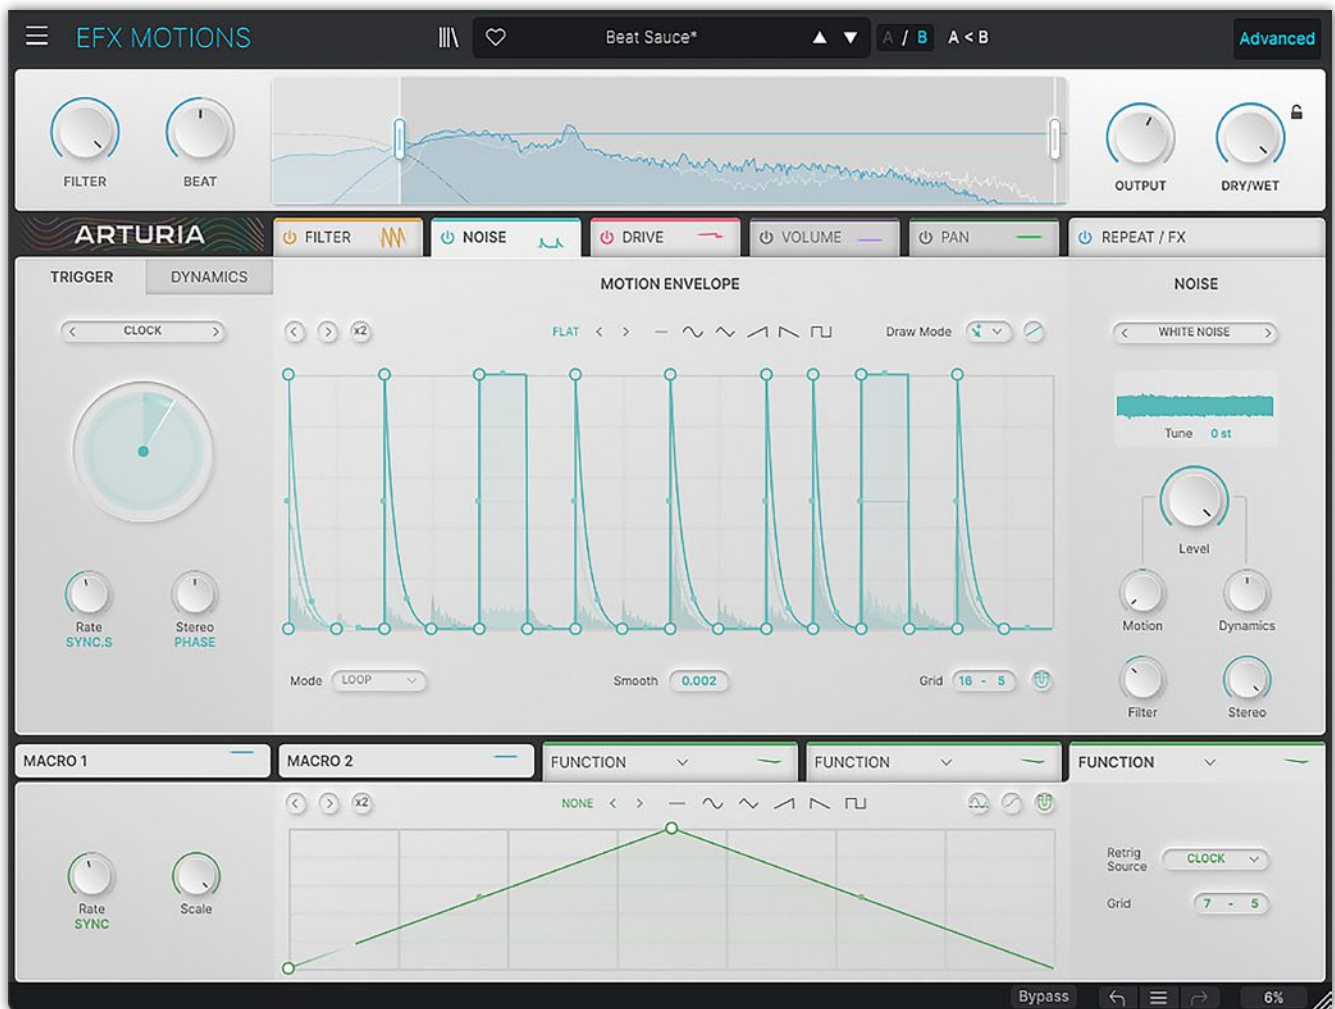 EFX MOTIONS
Beat Sauce*
A / B
A < B
Advanced
FILTER
BEAT
OUTPUT
DRY/WET
ARTURIA
FILTER
NOISE
DRIVE
VOLUME
PAN
REPEAT / FX
TRIGGER
DYNAMICS
MOTION ENVELOPE
NOISE
< CLOCK >
< > x2
FLAT < >
Draw Mode
< WHITE NOISE >
Tune 0 st
Level
Rate
SYNC.S
Stereo
PHASE
Motion
Dynamics
Mode LOOP
Smooth 0.002
Grid 16 - 5
Filter
Stereo
MACRO 1
MACRO 2
FUNCTION
FUNCTION
FUNCTION
< > x2
NONE < >
Rate
SYNC
Scale
Retrig
Source
CLOCK
Grid
7 - 5
Bypass
6%